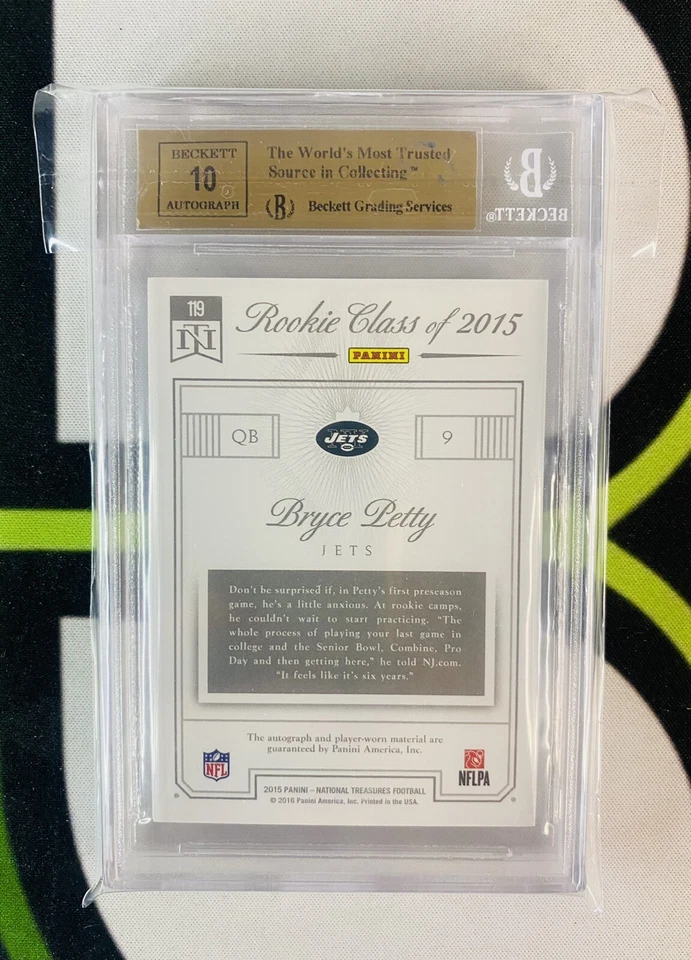 BECKETT
10
AUTOGRAPH
The World's Most Trusted
Source in Collecting™
B Beckett Grading Services
B
BECKETT®
119
NT
Rookie Class of 2015
PANINI
QB
JETS
9
Bryce Petty
JETS
Don't be surprised if, in Petty's first preseason
game, he's a little anxious. At rookie camps,
he couldn't wait to start practicing. "The
whole process of playing your last game in
college and the Senior Bowl, Combine, Pro
Day and then getting here," he told NJ.com.
"It feels like it's six years."
The autograph and player-worn material are
guaranteed by Panini America, Inc.
NFL
NFLPA
2015 PANINI – NATIONAL TREASURES FOOTBALL
© 2016 Panini America, Inc. Printed in the USA.